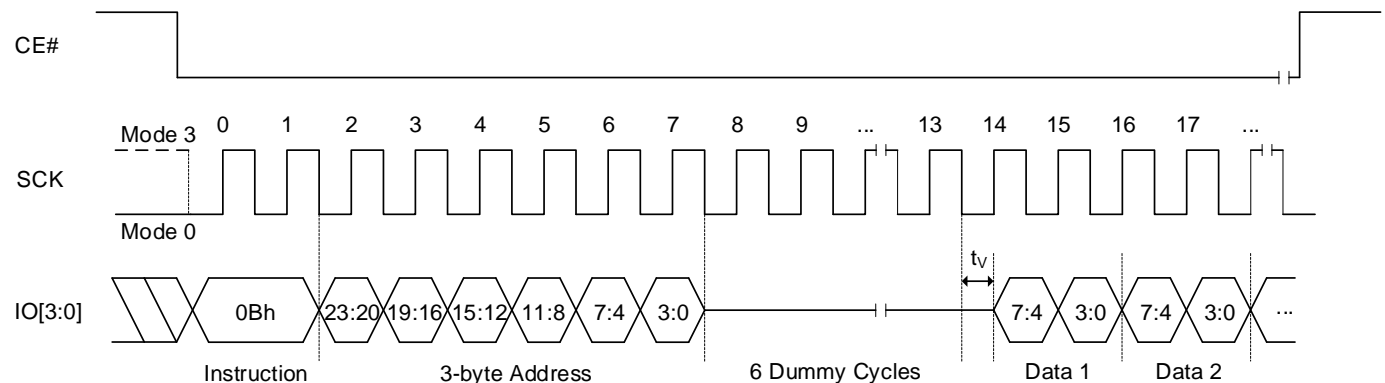 CE#
0 1 2 3 4 5 6 7 8 9 ... 13 14 15 16 17 ...
Mode 3
SCK
Mode 0
tV
IO[3:0] 0Bh 23:20 19:16 15:12 11:8 7:4 3:0 7:4 3:0 7:4 3:0 ...
Instruction 3-byte Address 6 Dummy Cycles Data 1 Data 2